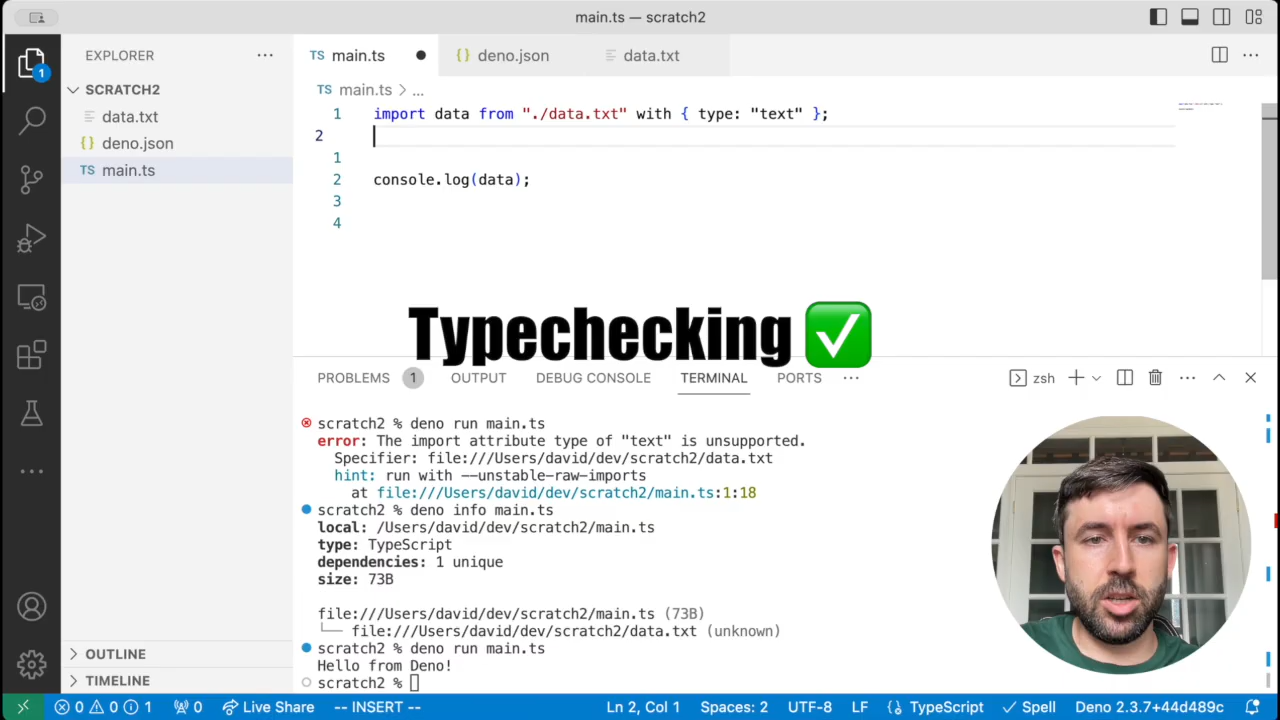 main.ts — scratch2
EXPLORER
SCRATCH2
data.txt
{} deno.json
TS main.ts
OUTLINE
TIMELINE
1
TS main.ts
{} deno.json
data.txt
TS main.ts > ...
1 import data from "./data.txt" with { type: "text" };
2
1
2 console.log(data);
3
4
Typechecking ✅
PROBLEMS 1 OUTPUT DEBUG CONSOLE TERMINAL PORTS ... zsh
scratch2 % deno run main.ts
error: The import attribute type of "text" is unsupported.
Specifier: file:///Users/david/dev/scratch2/data.txt
hint: run with --unstable-raw-imports
at file:///Users/david/dev/scratch2/main.ts:1:18
scratch2 % deno info main.ts
local: /Users/david/dev/scratch2/main.ts
type: TypeScript
dependencies: 1 unique
size: 73B
file:///Users/david/dev/scratch2/main.ts (73B)
└── file:///Users/david/dev/scratch2/data.txt (unknown)
scratch2 % deno run main.ts
Hello from Deno!
scratch2 %
0 0 1 0 Live Share -- INSERT -- Ln 2, Col 1 Spaces: 2 UTF-8 LF {} TypeScript Spell Deno 2.3.7+44d489c